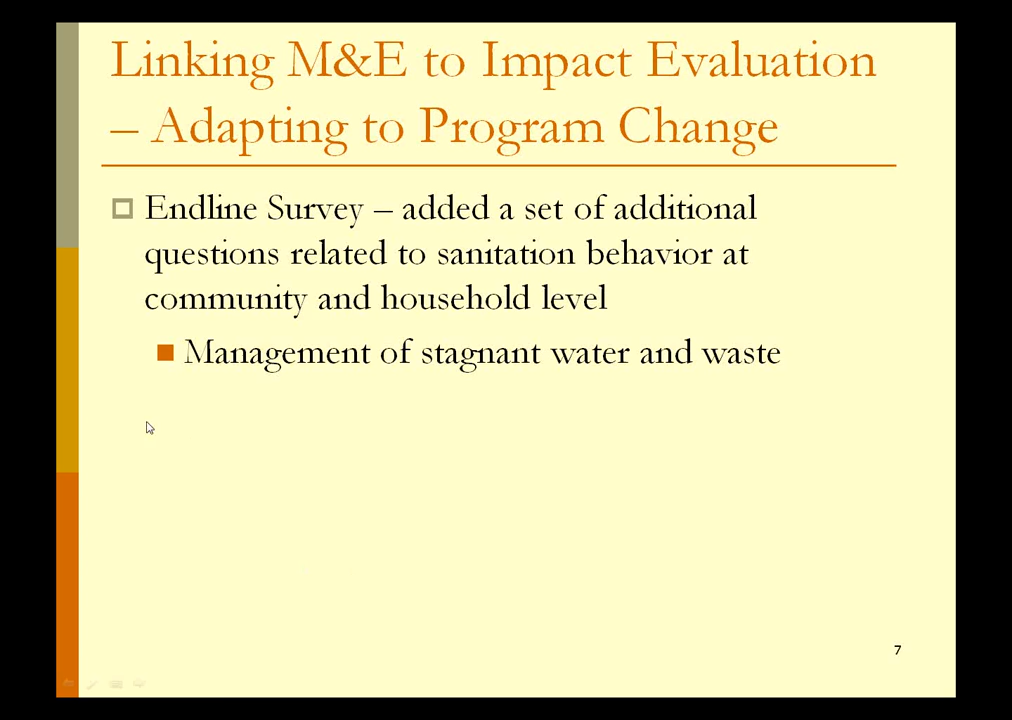 Linking M&E to Impact Evaluation
– Adapting to Program Change
Endline Survey – added a set of additional
questions related to sanitation behavior at
community and household level
Management of stagnant water and waste
7